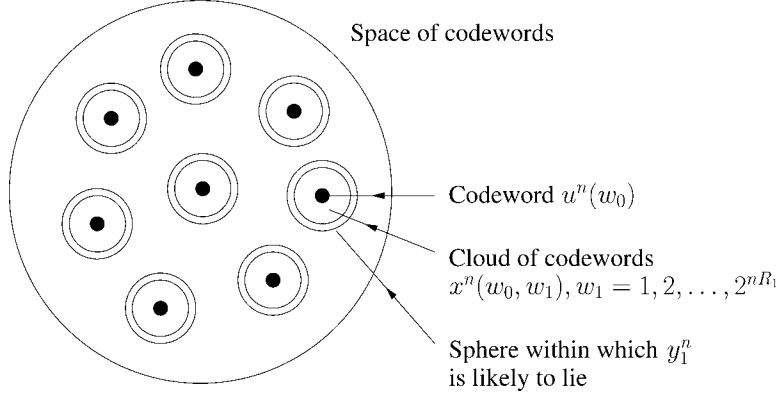 Space of codewords
Codeword $u^n(w_0)$
Cloud of codewords
$x^n(w_0, w_1), w_1 = 1, 2, \ldots, 2^{nR_1}$
Sphere within which $y_1^n$
is likely to lie